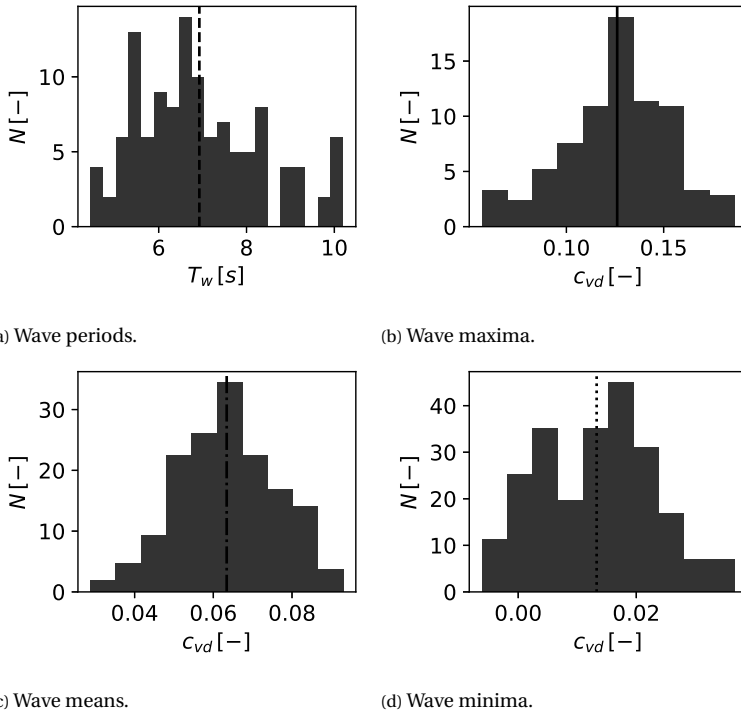 10
5
0
N [−]
6 8 10
T_w [s]
15
10
5
0
N [−]
0.10 0.15
c_vd [−]
a) Wave periods.
(b) Wave maxima.
30
20
10
0
N [−]
0.04 0.06 0.08
c_vd [−]
40
30
20
10
0
N [−]
0.00 0.02
c_vd [−]
c) Wave means.
(d) Wave minima.